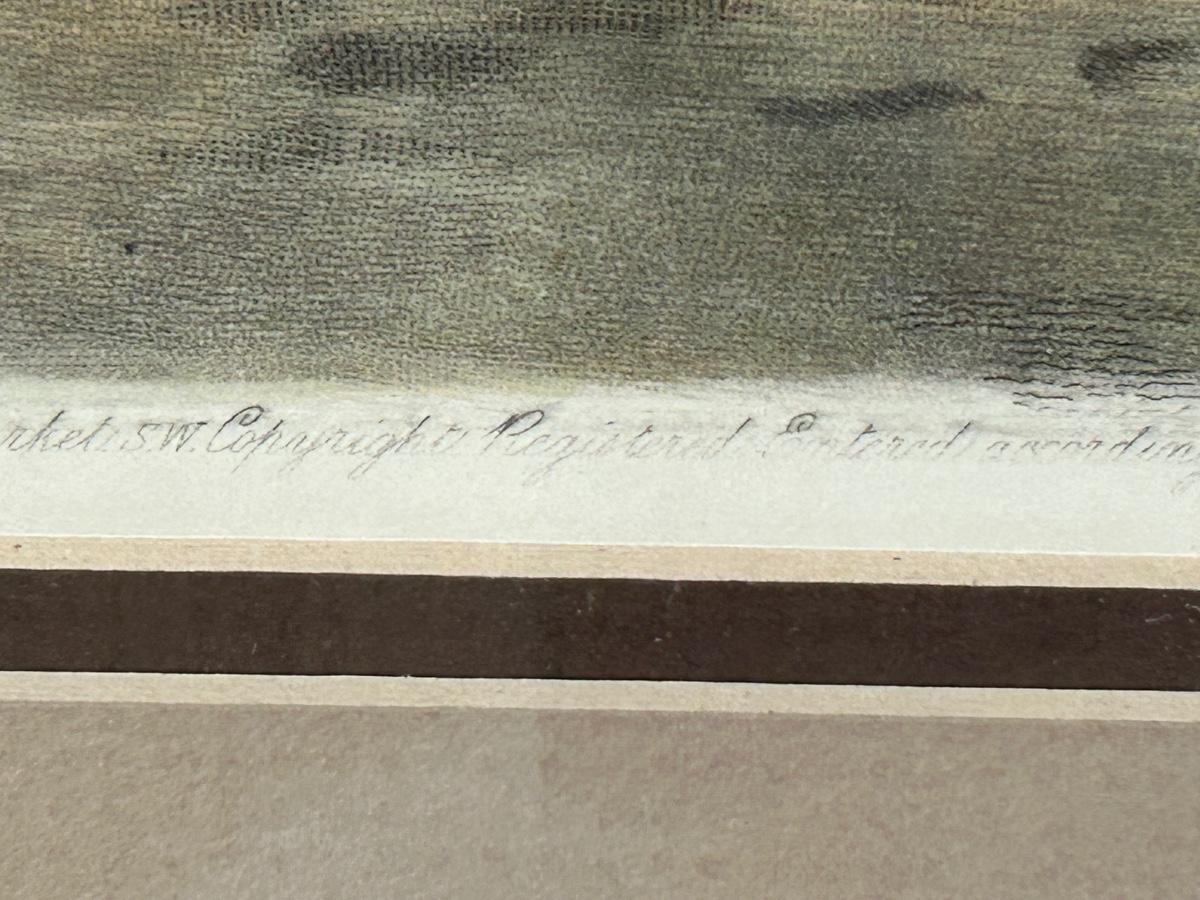 rket. S.W. Copyright Registered. Entered according